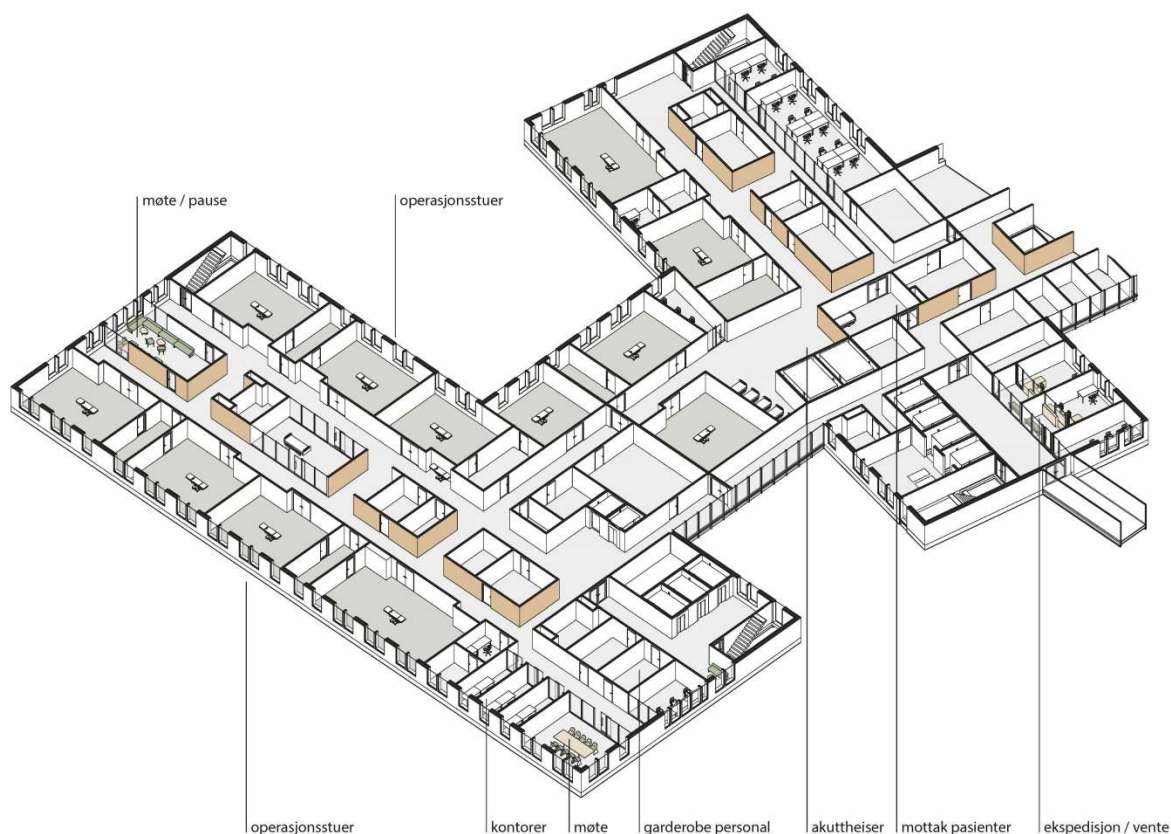 møte / pause
operasjonsstuer
operasjonsstuer
kontorer
møte
garderobe personal
akuttheiser
mottak pasienter
ekspedisjon / vente